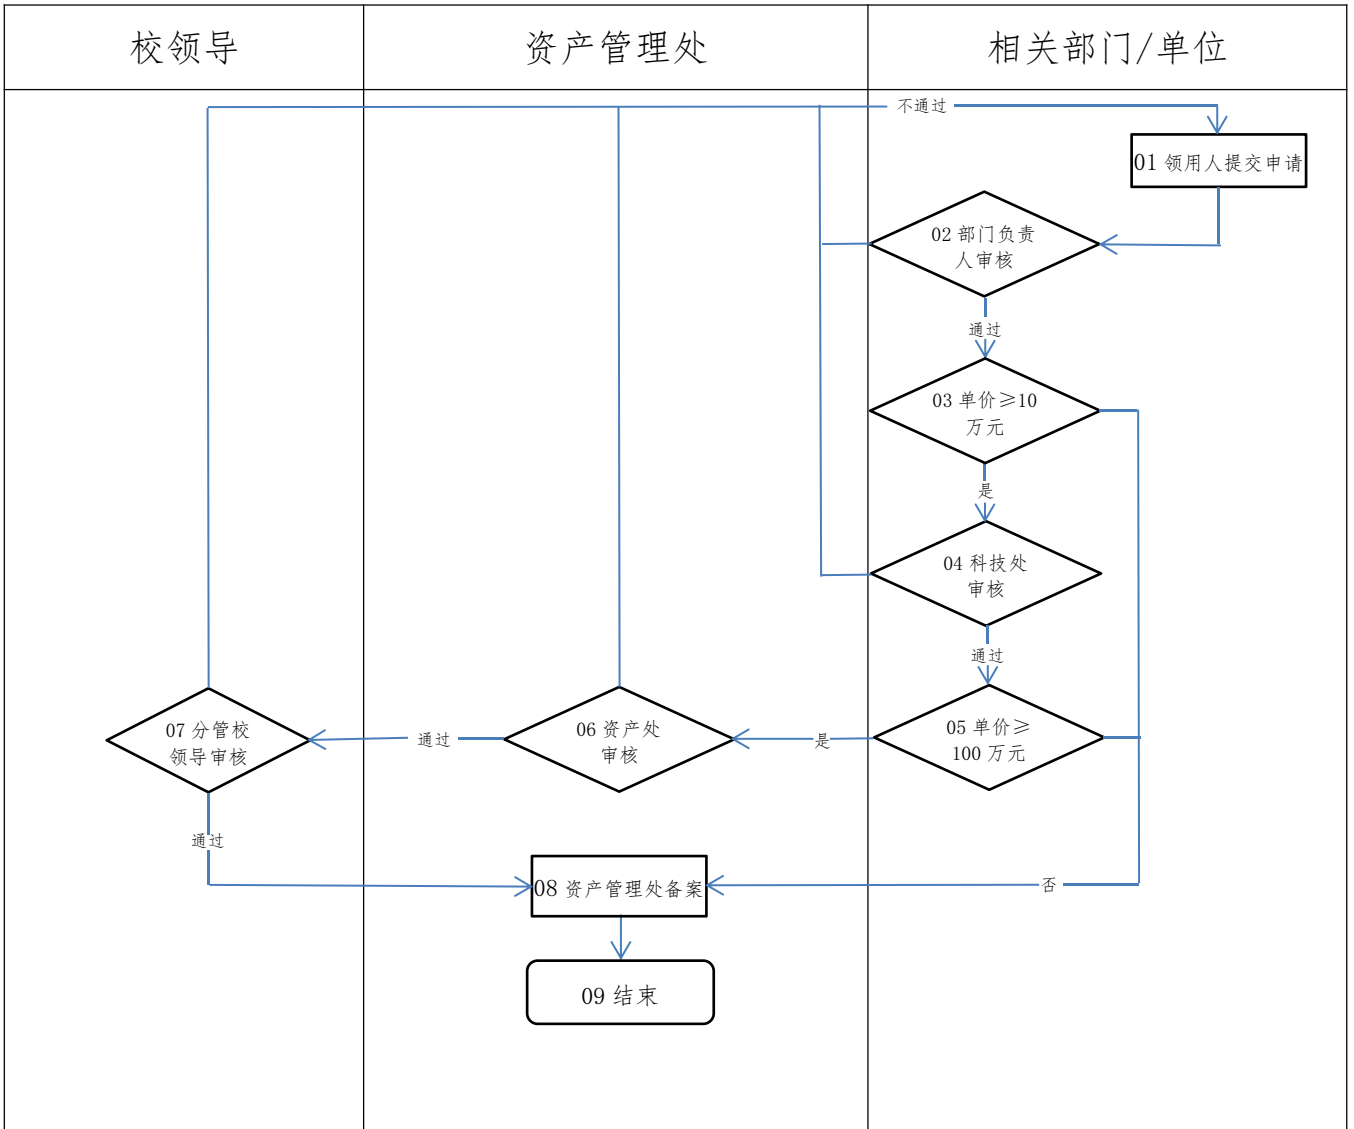 校领导
资产管理处
相关部门/单位
不通过
01 领用人提交申请
02 部门负责
人审核
通过
03 单价≥10
万元
是
04 科技处
审核
通过
05 单价≥
100 万元
是
06 资产处
审核
通过
07 分管校
领导审核
通过
否
08 资产管理处备案
09 结束